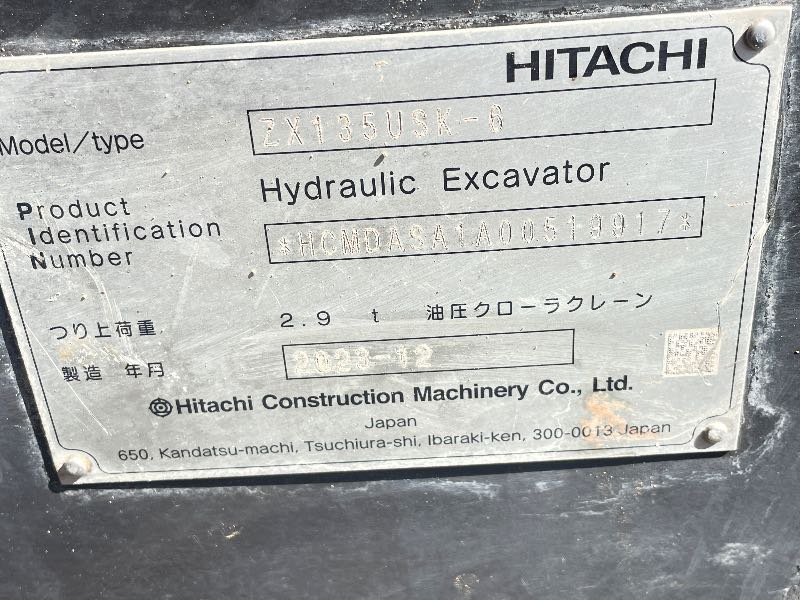 HITACHI
Model/type ZX135USK-6
Hydraulic Excavator
Product
Identification
Number
*HCMDASA1A00519917*
つり上荷重 2.9 t 油圧クローラクレーン
製造 年月 2023-12
Hitachi Construction Machinery Co., Ltd.
Japan
650, Kandatsu-machi, Tsuchiura-shi, Ibaraki-ken, 300-0013 Japan